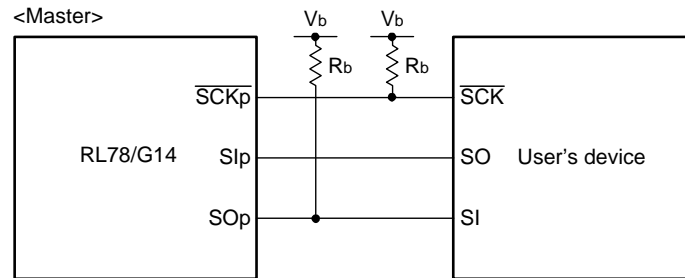 <Master>
Vb Vb
Rb Rb
SCKp SCK
RL78/G14 SIp SO User's device
SOp SI